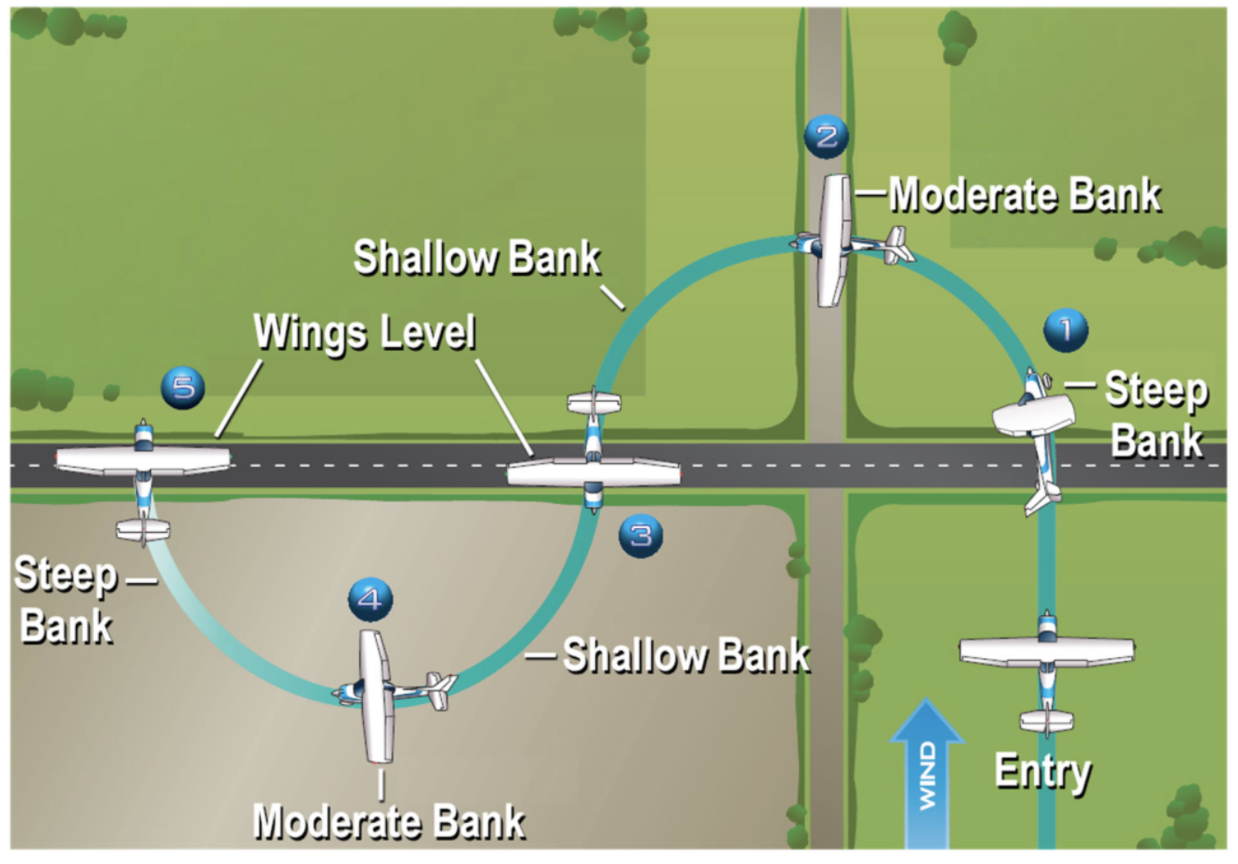 2
Moderate Bank
Shallow Bank
Wings Level
1
5
Steep
Bank
3
Steep
Bank
4
Shallow Bank
WIND
Entry
Moderate Bank